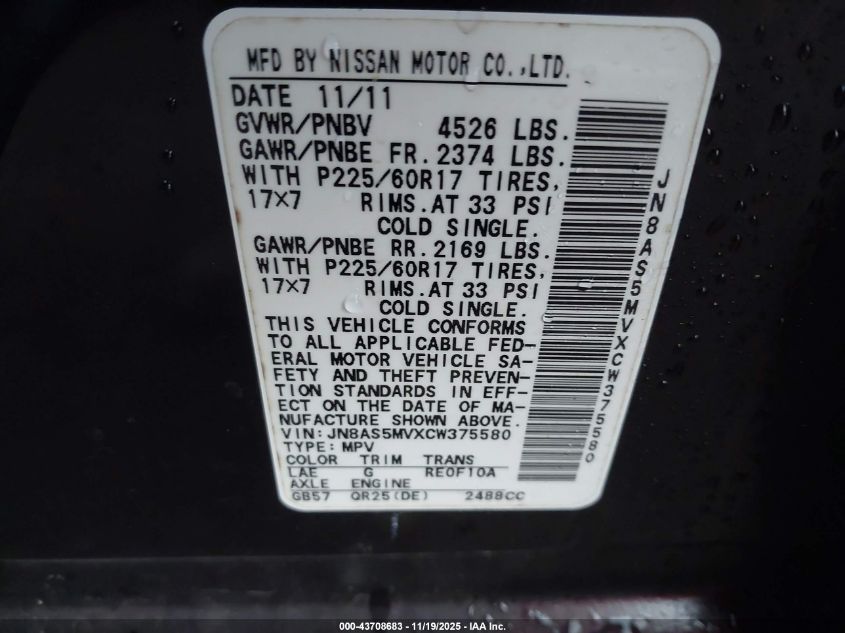 MFD BY NISSAN MOTOR CO.,LTD.
DATE 11/11
GVWR/PNBV 4526 LBS.
GAWR/PNBE FR. 2374 LBS.
WITH P225/60R17 TIRES,
17×7 RIMS. AT 33 PSI
COLD SINGLE.
GAWR/PNBE RR. 2169 LBS.
WITH P225/60R17 TIRES,
17×7 RIMS. AT 33 PSI
COLD SINGLE.
THIS VEHICLE CONFORMS
TO ALL APPLICABLE FED-
ERAL MOTOR VEHICLE SA-
FETY AND THEFT PREVEN-
TION STANDARDS IN EFF-
ECT ON THE DATE OF MA-
NUFACTURE SHOWN ABOVE.
VIN:JN8AS5MVXCW375580
TYPE: MPV
COLOR TRIM TRANS
LAE G RE0F10A
AXLE ENGINE
GB57 QR25(DE) 2488CC
JN8AS5MVXCW375580
000-43708683 - 11/19/2025 - IAA Inc.